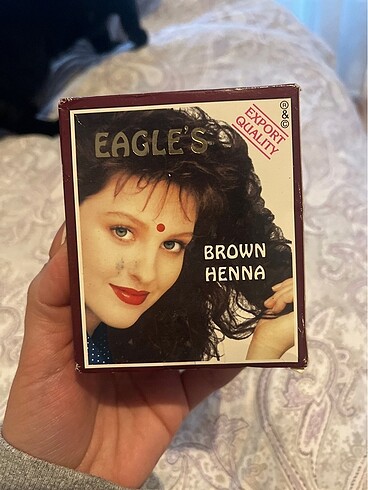 EAGLE'S
EXPORT
QUALITY
® & ©
BROWN
HENNA